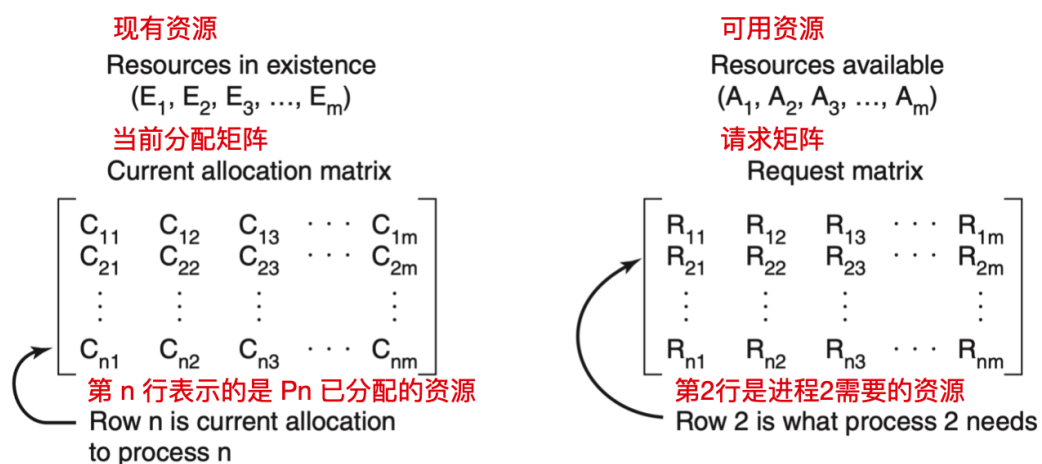 现有资源
Resources in existence
(E1, E2, E3, ..., Em)
当前分配矩阵
Current allocation matrix
C11 C12 C13 · · · C1m
C21 C22 C23 · · · C2m
⋮ ⋮ ⋮ ⋮
Cn1 Cn2 Cn3 · · · Cnm
第 n 行表示的是 Pn 已分配的资源
Row n is current allocation
to process n
可用资源
Resources available
(A1, A2, A3, ..., Am)
请求矩阵
Request matrix
R11 R12 R13 · · · R1m
R21 R22 R23 · · · R2m
⋮ ⋮ ⋮ ⋮
Rn1 Rn2 Rn3 · · · Rnm
第2行是进程2需要的资源
Row 2 is what process 2 needs